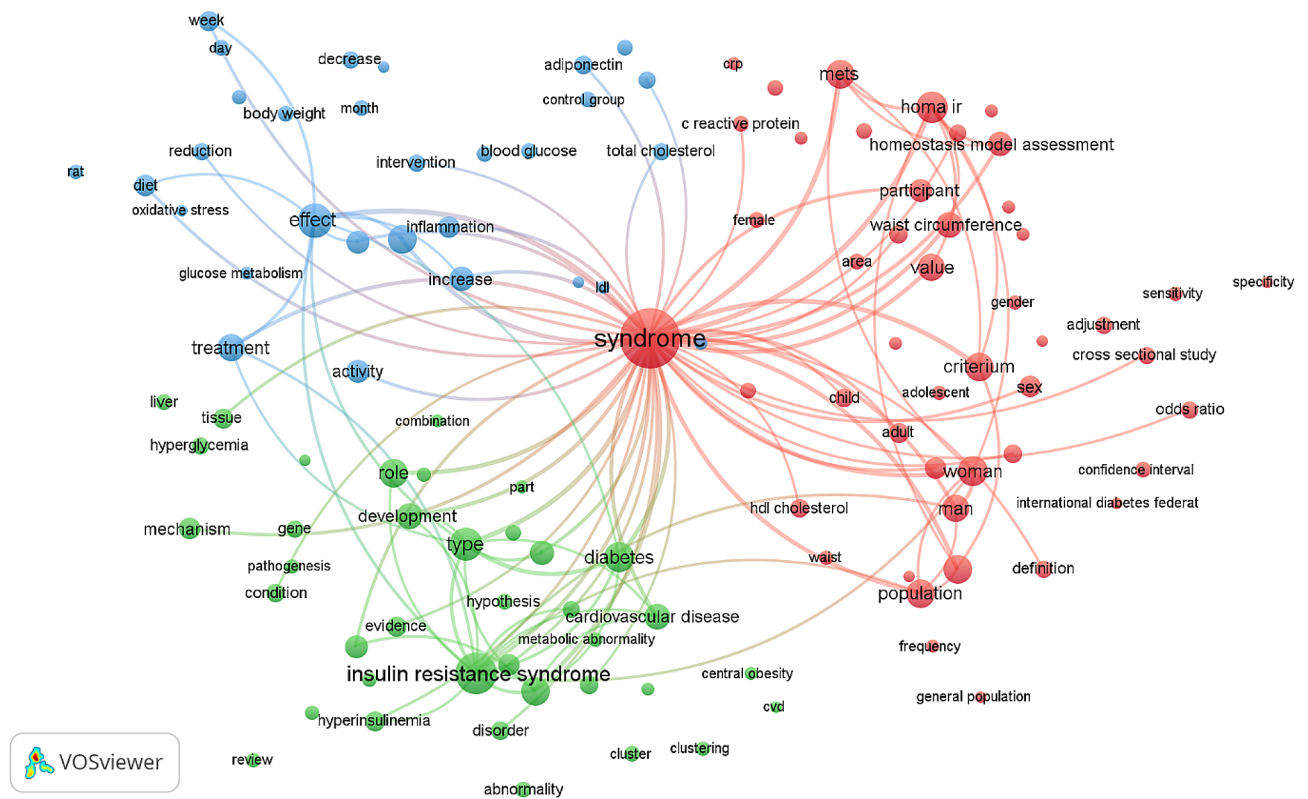 week
day
decrease
adiponectin
crp
mets
control group
homa ir
body weight
month
c reactive protein
homeostasis model assessment
reduction
intervention
blood glucose
total cholesterol
rat
diet
participant
oxidative stress
effect
inflammation
female
waist circumference
area
value
glucose metabolism
increase
ldl
specificity
sensitivity
gender
adjustment
syndrome
treatment
cross sectional study
activity
criterium
sex
adolescent
child
liver
tissue
combination
odds ratio
hyperglycemia
adult
role
woman
confidence interval
part
international diabetes federat
hdl cholesterol
man
development
mechanism
gene
type
diabetes
waist
pathogenesis
definition
condition
population
hypothesis
cardiovascular disease
evidence
metabolic abnormality
frequency
insulin resistance syndrome
central obesity
general population
cvd
hyperinsulinemia
disorder
clustering
cluster
review
VOSviewer
abnormality